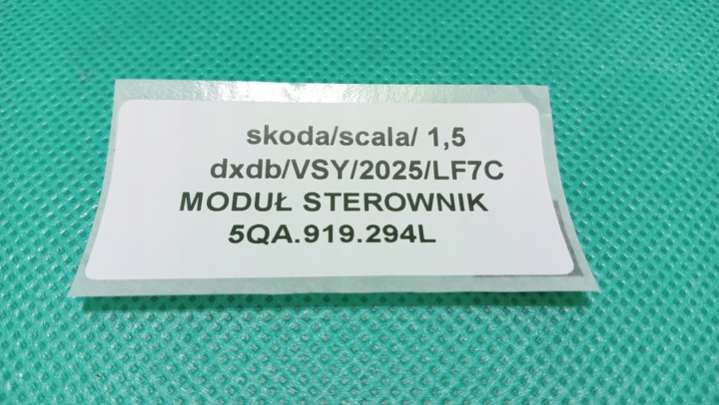 skoda/scala/ 1,5
dxdb/VSY/2025/LF7C
MODUŁ STEROWNIK
5QA.919.294L